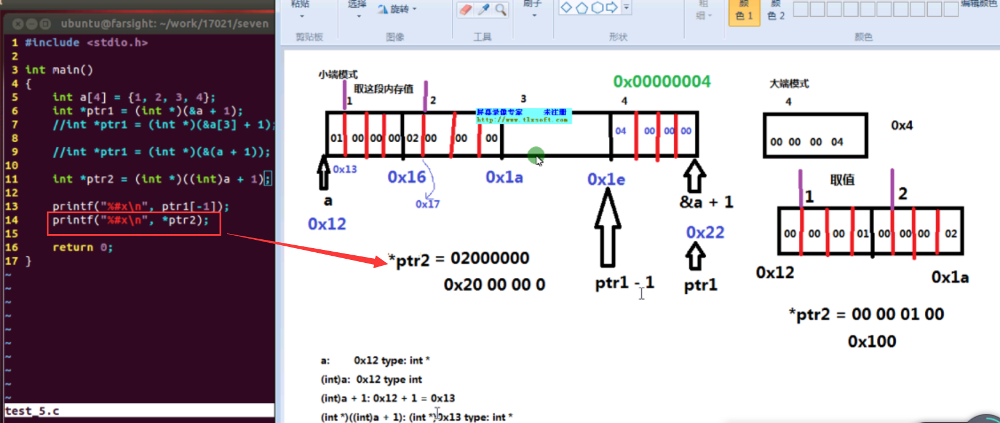 ubuntu@farsight: ~/work/17021/seven
1 #include <stdio.h>
2
3 int main()
4 {
5 int a[4] = {1, 2, 3, 4};
6 int *ptr1 = (int *)(&a + 1);
7 //int *ptr1 = (int *)(&a[3] + 1);
8
9 //int *ptr1 = (int *)(&(a + 1));
10
11 int *ptr2 = (int *)((int)a + 1);
12
13 printf("%#x\n", ptr1[-1]);
14 printf("%#x\n", *ptr2);
15
16 return 0;
17 }
~
~
~
~
~
~
~
~
~
~
test_5.c
粘贴
选择
旋转
刷子
粗
细
颜
色 1
颜
色 2
编辑颜色
剪贴板
图像
工具
形状
颜色
小端模式
取这段内存值
0x00000004
1 2 3 4
屏幕录像专家 未注册
http://www.tlxsoft.com
01 00 00 00 02 00 00 00 04 00 00 00
0x13
0x16
0x1a
0x1e
a
0x17
&a + 1
0x12
0x22
*ptr2 = 02000000
0x20 00 00 0
ptr1 - 1
ptr1
大端模式
4
0x4
00 00 00 04
取值
1 2
00 00 00 01 00 00 00 02
0x12
0x1a
*ptr2 = 00 00 01 00
0x100
a: 0x12 type: int *
(int)a: 0x12 type int
(int)a + 1: 0x12 + 1 = 0x13
(int *)((int)a + 1): (int *)0x13 type: int *